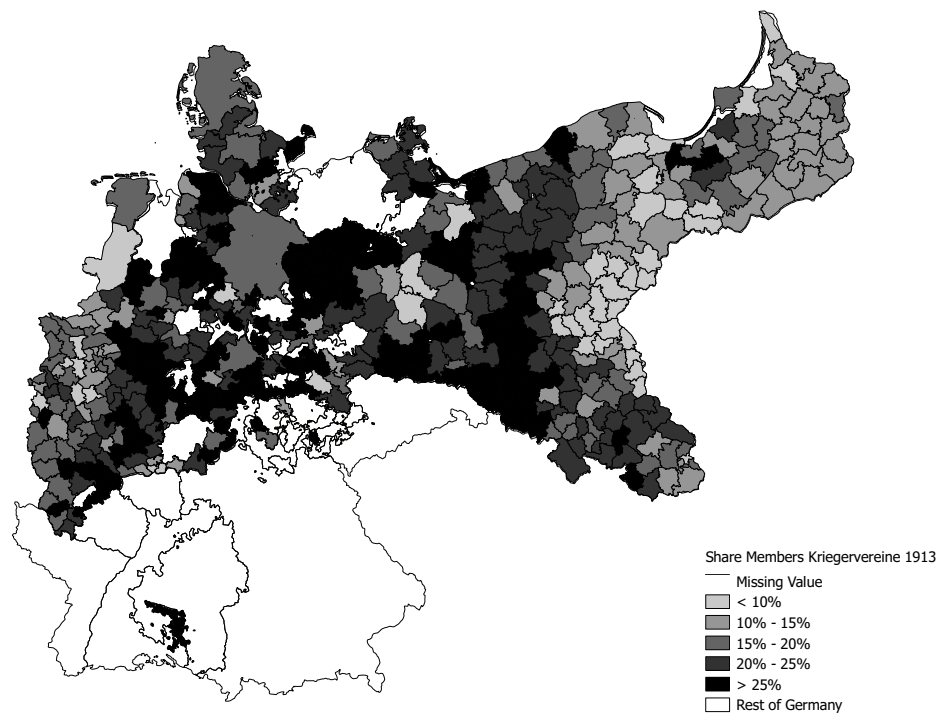 Share Members Kriegervereine 1913
Missing Value
< 10%
10% - 15%
15% - 20%
20% - 25%
> 25%
Rest of Germany